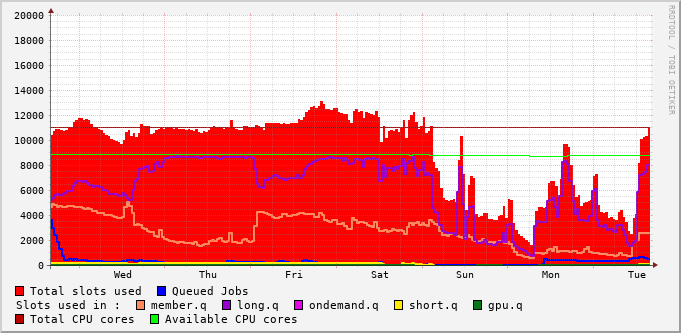 20000
18000
16000
14000
12000
10000
8000
6000
4000
2000
0
Wed Thu Fri Sat Sun Mon Tue
Total slots used Queued Jobs
Slots used in : member.q long.q ondemand.q short.q gpu.q
Total CPU cores Available CPU cores
RRDTOOL / TOBI OETIKER